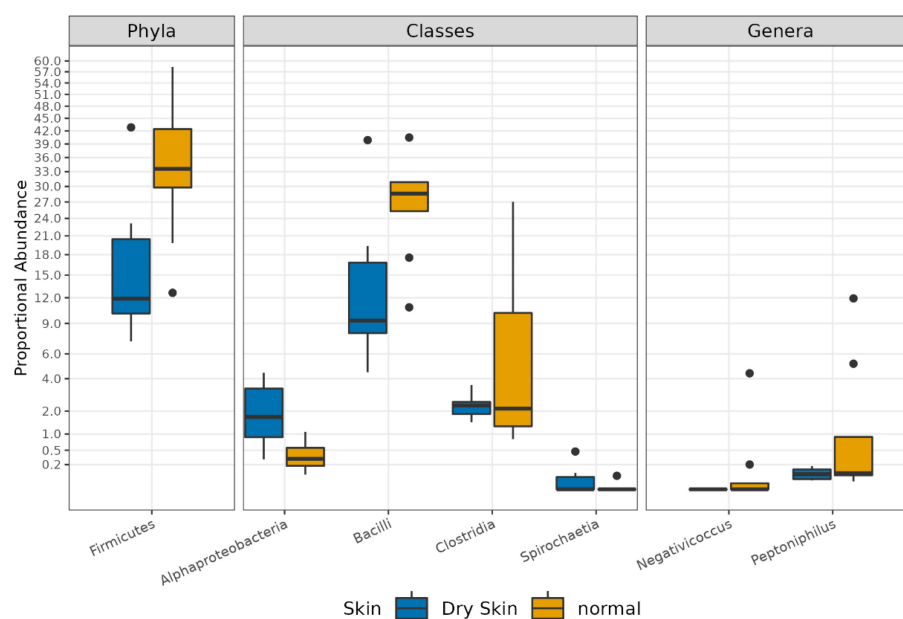 Phyla
Classes
Genera
Proportional Abundance
60.0
57.0
54.0
51.0
48.0
45.0
42.0
39.0
36.0
33.0
30.0
27.0
24.0
21.0
18.0
15.0
12.0
9.0
6.0
4.0
2.0
1.0
0.5
0.2
Firmicutes
Alphaproteobacteria
Bacilli
Clostridia
Spirochaetia
Negativicoccus
Peptoniphilus
Skin Dry Skin normal